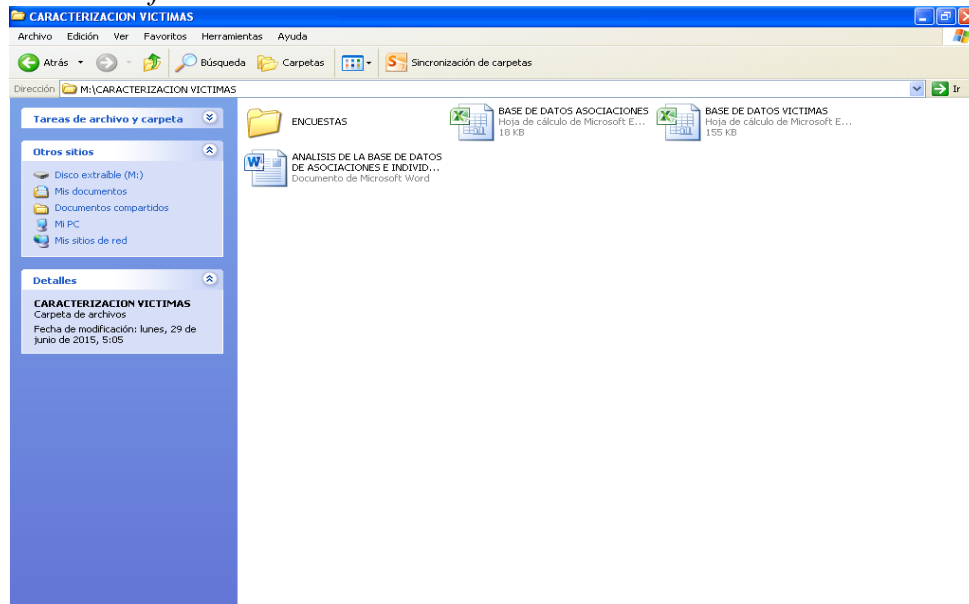 CARACTERIZACION VICTIMAS
Archivo Edición Ver Favoritos Herramientas Ayuda
Atrás Búsqueda Carpetas Sincronización de carpetas
Dirección M:\CARACTERIZACION VICTIMAS Ir
Tareas de archivo y carpeta
Otros sitios
Disco extraíble (M:)
Mis documentos
Documentos compartidos
Mi PC
Mis sitios de red
Detalles
CARACTERIZACION VICTIMAS
Carpeta de archivos
Fecha de modificación: lunes, 29 de
junio de 2015, 5:05
ENCUESTAS
BASE DE DATOS ASOCIACIONES
Hoja de cálculo de Microsoft E...
18 KB
BASE DE DATOS VICTIMAS
Hoja de cálculo de Microsoft E...
155 KB
ANALISIS DE LA BASE DE DATOS
DE ASOCIACIONES E INDIVID...
Documento de Microsoft Word